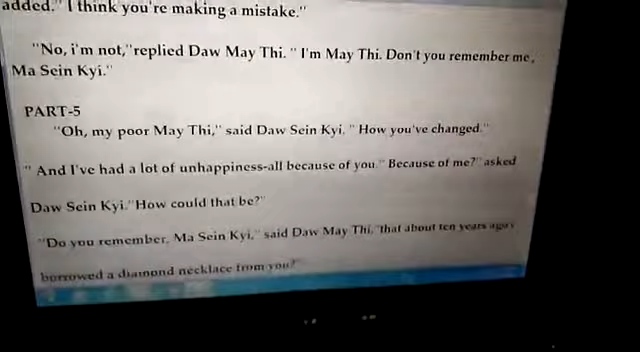 added." I think you're making a mistake."
"No, i'm not,"replied Daw May Thi. " I'm May Thi. Don't you remember me,
Ma Sein Kyi."
PART-5
"Oh, my poor May Thi," said Daw Sein Kyi. " How you've changed."
" And I've had a lot of unhappiness-all because of you." Because of me?" asked
Daw Sein Kyi."How could that be?"
"Do you remember, Ma Sein Kyi," said Daw May Thi, "that about ten years ago
borrowed a diamond necklace from you?"